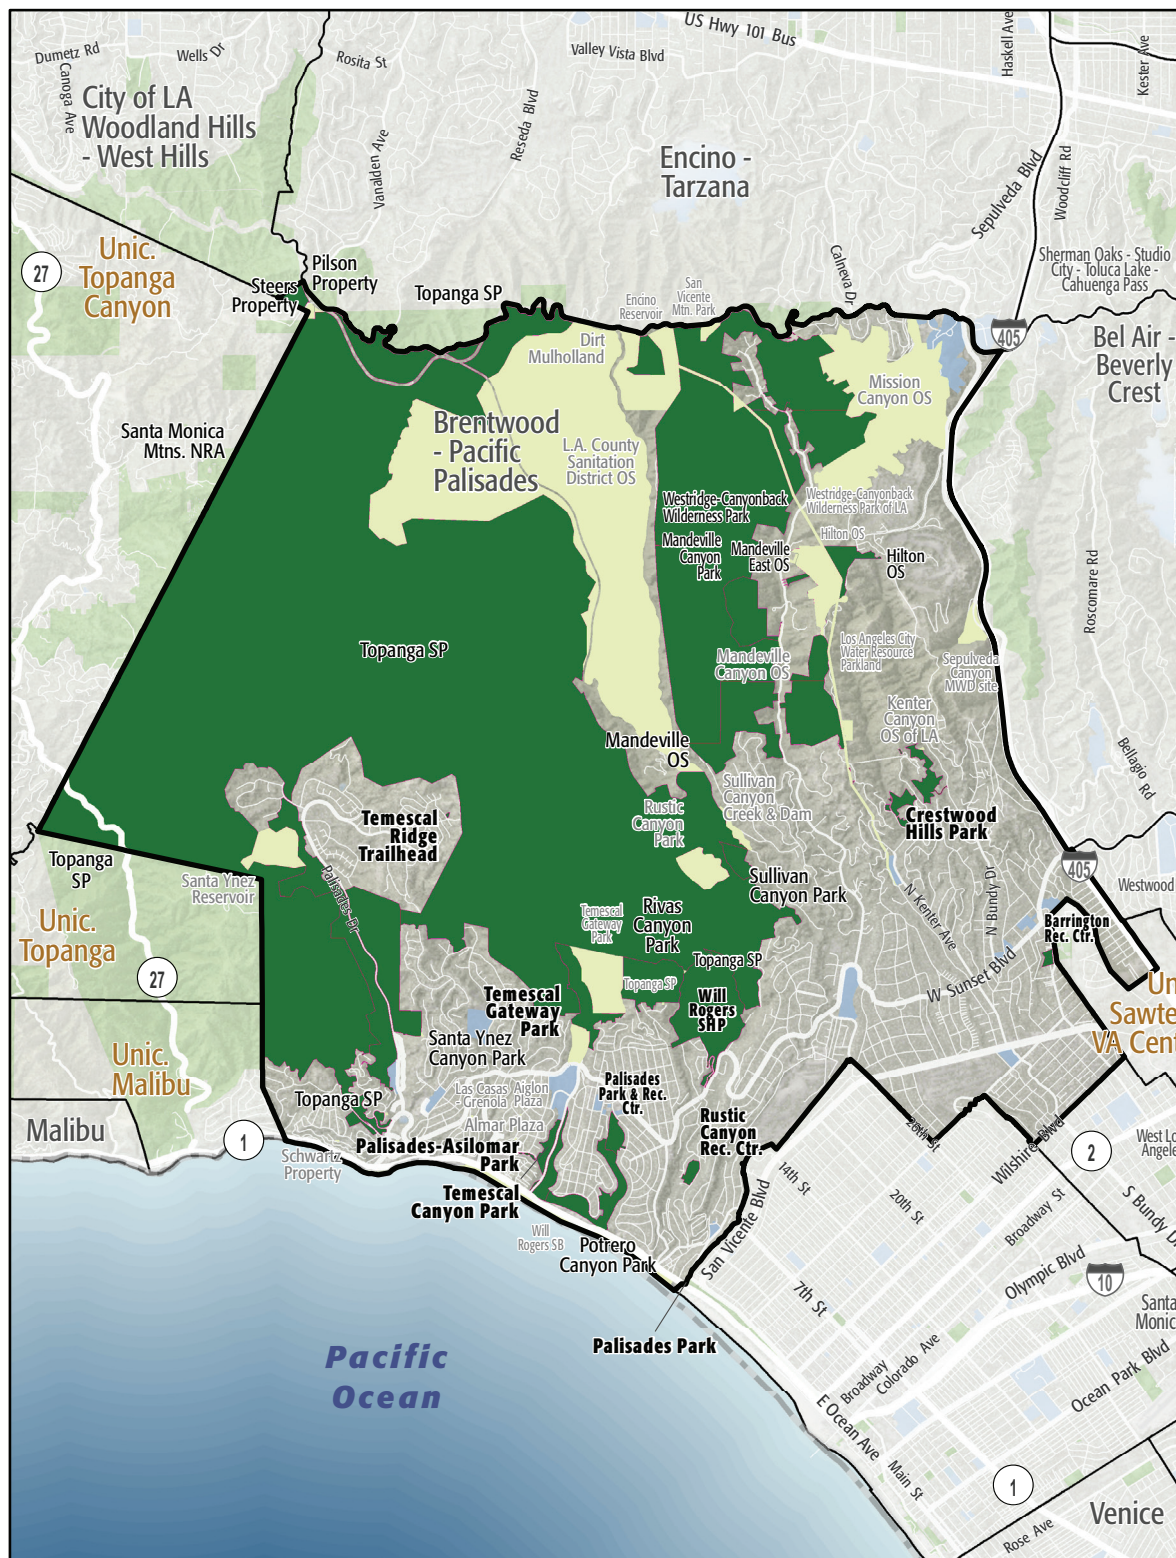 US Hwy 101 Bus
Haskell Ave
Kester Ave
Dumetz Rd
Canoga Ave
Wells Dr
Rosita St
Valley Vista Blvd
Reseda Blvd
Vanalden Ave
City of LA
Woodland Hills
- West Hills
Encino -
Tarzana
Sepulveda Blvd
Woodcliff Rd
Calneva Dr
Sherman Oaks - Studio
City - Toluca Lake -
Cahuenga Pass
27
Unic.
Topanga
Canyon
Pilson
Property
Steers
Property
Topanga SP
Encino
Reservoir
San
Vicente
Mtn. Park
405
Bel Air -
Beverly
Crest
Dirt
Mulholland
Mission
Canyon OS
Brentwood
- Pacific
Palisades
Santa Monica
Mtns. NRA
L.A. County
Sanitation
District OS
Westridge-Canyonback
Wilderness Park
Westridge-Canyonback
Wilderness Park of LA
Hilton OS
Mandeville
Canyon
Park
Mandeville
East OS
Hilton
OS
Roscomare Rd
Topanga SP
Los Angeles City
Water Resource
Parkland
Mandeville
Canyon OS
Sepulveda
Canyon
MWD site
Kenter
Canyon
OS of LA
Mandeville
OS
Bellagio Rd
Sullivan
Canyon
Creek & Dam
Rustic
Canyon
Park
Crestwood
Hills Park
Temescal
Ridge
Trailhead
Topanga
SP
Santa Ynez
Reservoir
Palisades Dr
405
Westwood
Sullivan
Canyon Park
N Kenter Ave
N Bundy Dr
Unic.
Topanga
Rivas
Canyon
Park
Temescal
Gateway
Park
Barrington
Rec. Ctr.
27
Topanga SP
W Sunset Blvd
Topanga SP
Temescal
Gateway
Park
Will
Rogers
SHP
Un
Sawte
VA Cent
Santa Ynez
Canyon Park
Unic.
Malibu
Palisades
Park & Rec.
Ctr.
Las Casas
- Grenola
Aiglon
Plaza
Topanga SP
Almar Plaza
Rustic
Canyon
Rec. Ctr.
26th St
Wilshire Blvd
Malibu
1
2
West Lo
Angele
Schwartz
Property
Palisades-Asilomar
Park
14th St
20th St
San Vicente Blvd
Temescal
Canyon Park
Broadway St
S Bundy D
Will
Rogers SB
Potrero
Canyon Park
Olympic Blvd
10
7th St
Santa
Monic
Palisades Park
Pacific
Ocean
Broadway
Colorado Ave
Ocean Park Blvd
E Ocean Ave
Main St
1
Venice
Rose Ave